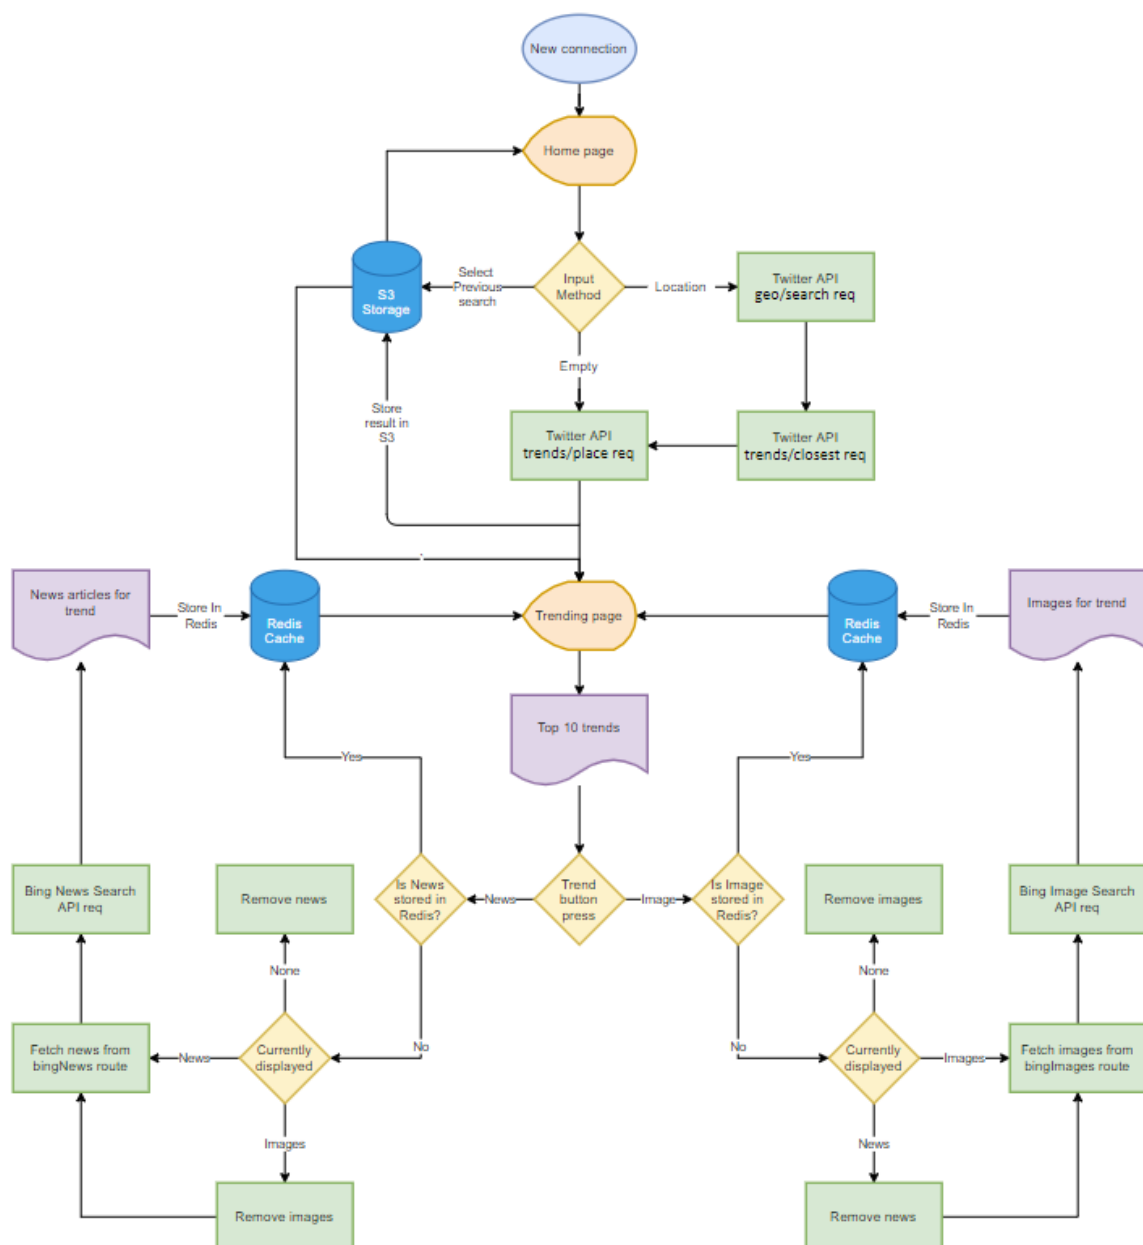 New connection
Home page
Select
Previous
search
Input
Method
Location
Twitter API
geo/search req
S3
Storage
Empty
Store
result in
S3
Twitter API
trends/place req
Twitter API
trends/closest req
News articles for
trend
Store In
Redis
Redis
Cache
Trending page
Redis
Cache
Store In
Redis
Images for trend
Top 10 trends
Yes
Yes
Bing News Search
API req
Remove news
Is News
stored in
Redis?
News
Trend
button
press
Image
Is Image
stored in
Redis?
Remove images
Bing Image Search
API req
None
None
Fetch news from
bingNews route
News
Currently
displayed
No
No
Currently
displayed
Images
Fetch images from
bingImages route
Images
News
Remove images
Remove news